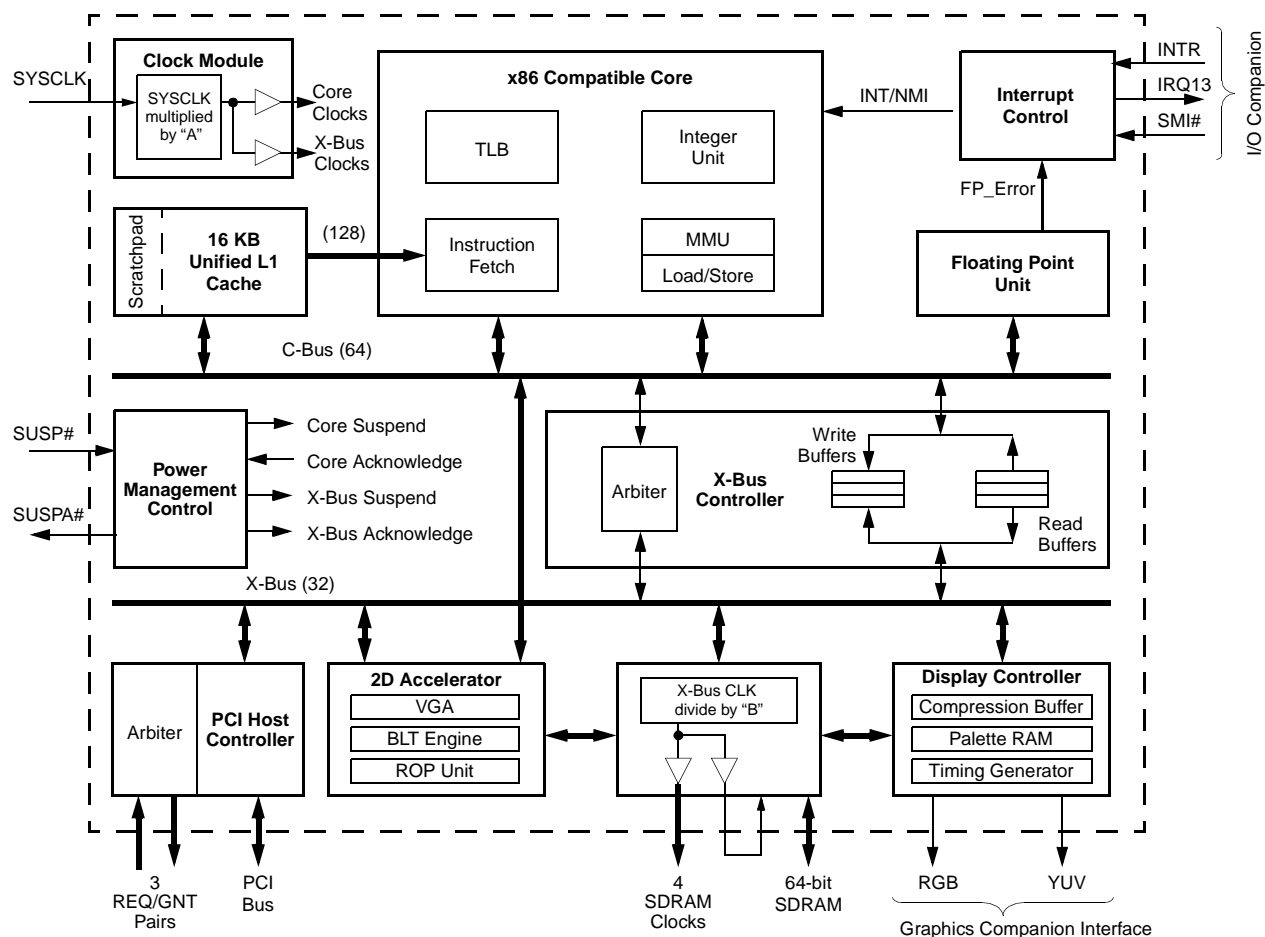 Clock Module
SYSCLK
SYSCLK
multiplied
by “A”
Core
Clocks
X-Bus
Clocks
x86 Compatible Core
TLB
Integer
Unit
Instruction
Fetch
MMU
Load/Store
INT/NMI
Interrupt
Control
INTR
IRQ13
SMI#
I/O Companion
FP_Error
Floating Point
Unit
Scratchpad
16 KB
Unified L1
Cache
(128)
C-Bus (64)
SUSP#
SUSPA#
Power
Management
Control
Core Suspend
Core Acknowledge
X-Bus Suspend
X-Bus Acknowledge
Arbiter
X-Bus
Controller
Write
Buffers
Read
Buffers
X-Bus (32)
Arbiter
PCI Host
Controller
2D Accelerator
VGA
BLT Engine
ROP Unit
X-Bus CLK
divide by “B”
Display Controller
Compression Buffer
Palette RAM
Timing Generator
3
REQ/GNT
Pairs
PCI
Bus
4
SDRAM
Clocks
64-bit
SDRAM
RGB
YUV
Graphics Companion Interface